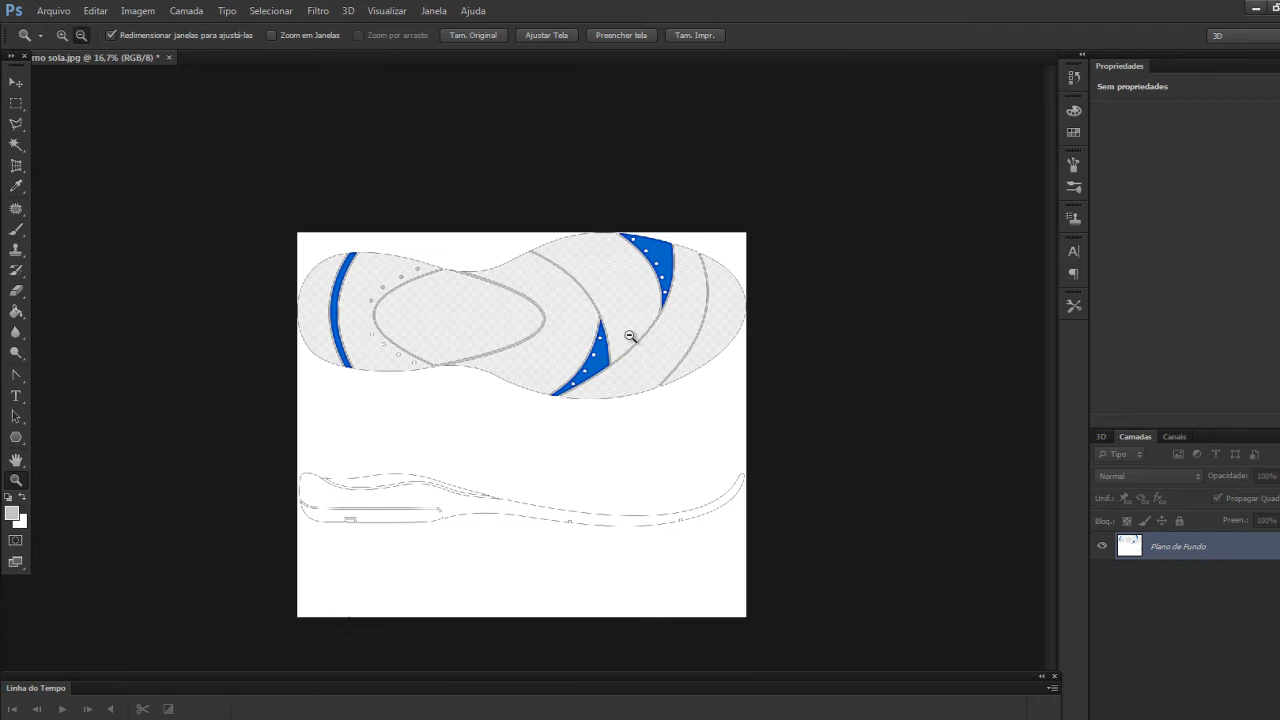 Ps Arquivo Editar Imagem Camada Tipo Selecionar Filtro 3D Visualizar Janela Ajuda
Redimensionar janelas para ajustá-las Zoom em Janelas Zoom por arrasto Tam. Original Ajustar Tela Preencher tela Tam. Impr. 3D
rno sola.jpg @ 16,7% (RGB/8) * ×
Propriedades
Sem propriedades
3D Camadas Canais
Tipo
Normal Opacidade: 100%
Unif.: Propagar Quad
Bloq.: Preen.: 100%
Plano de Fundo
Linha do Tempo